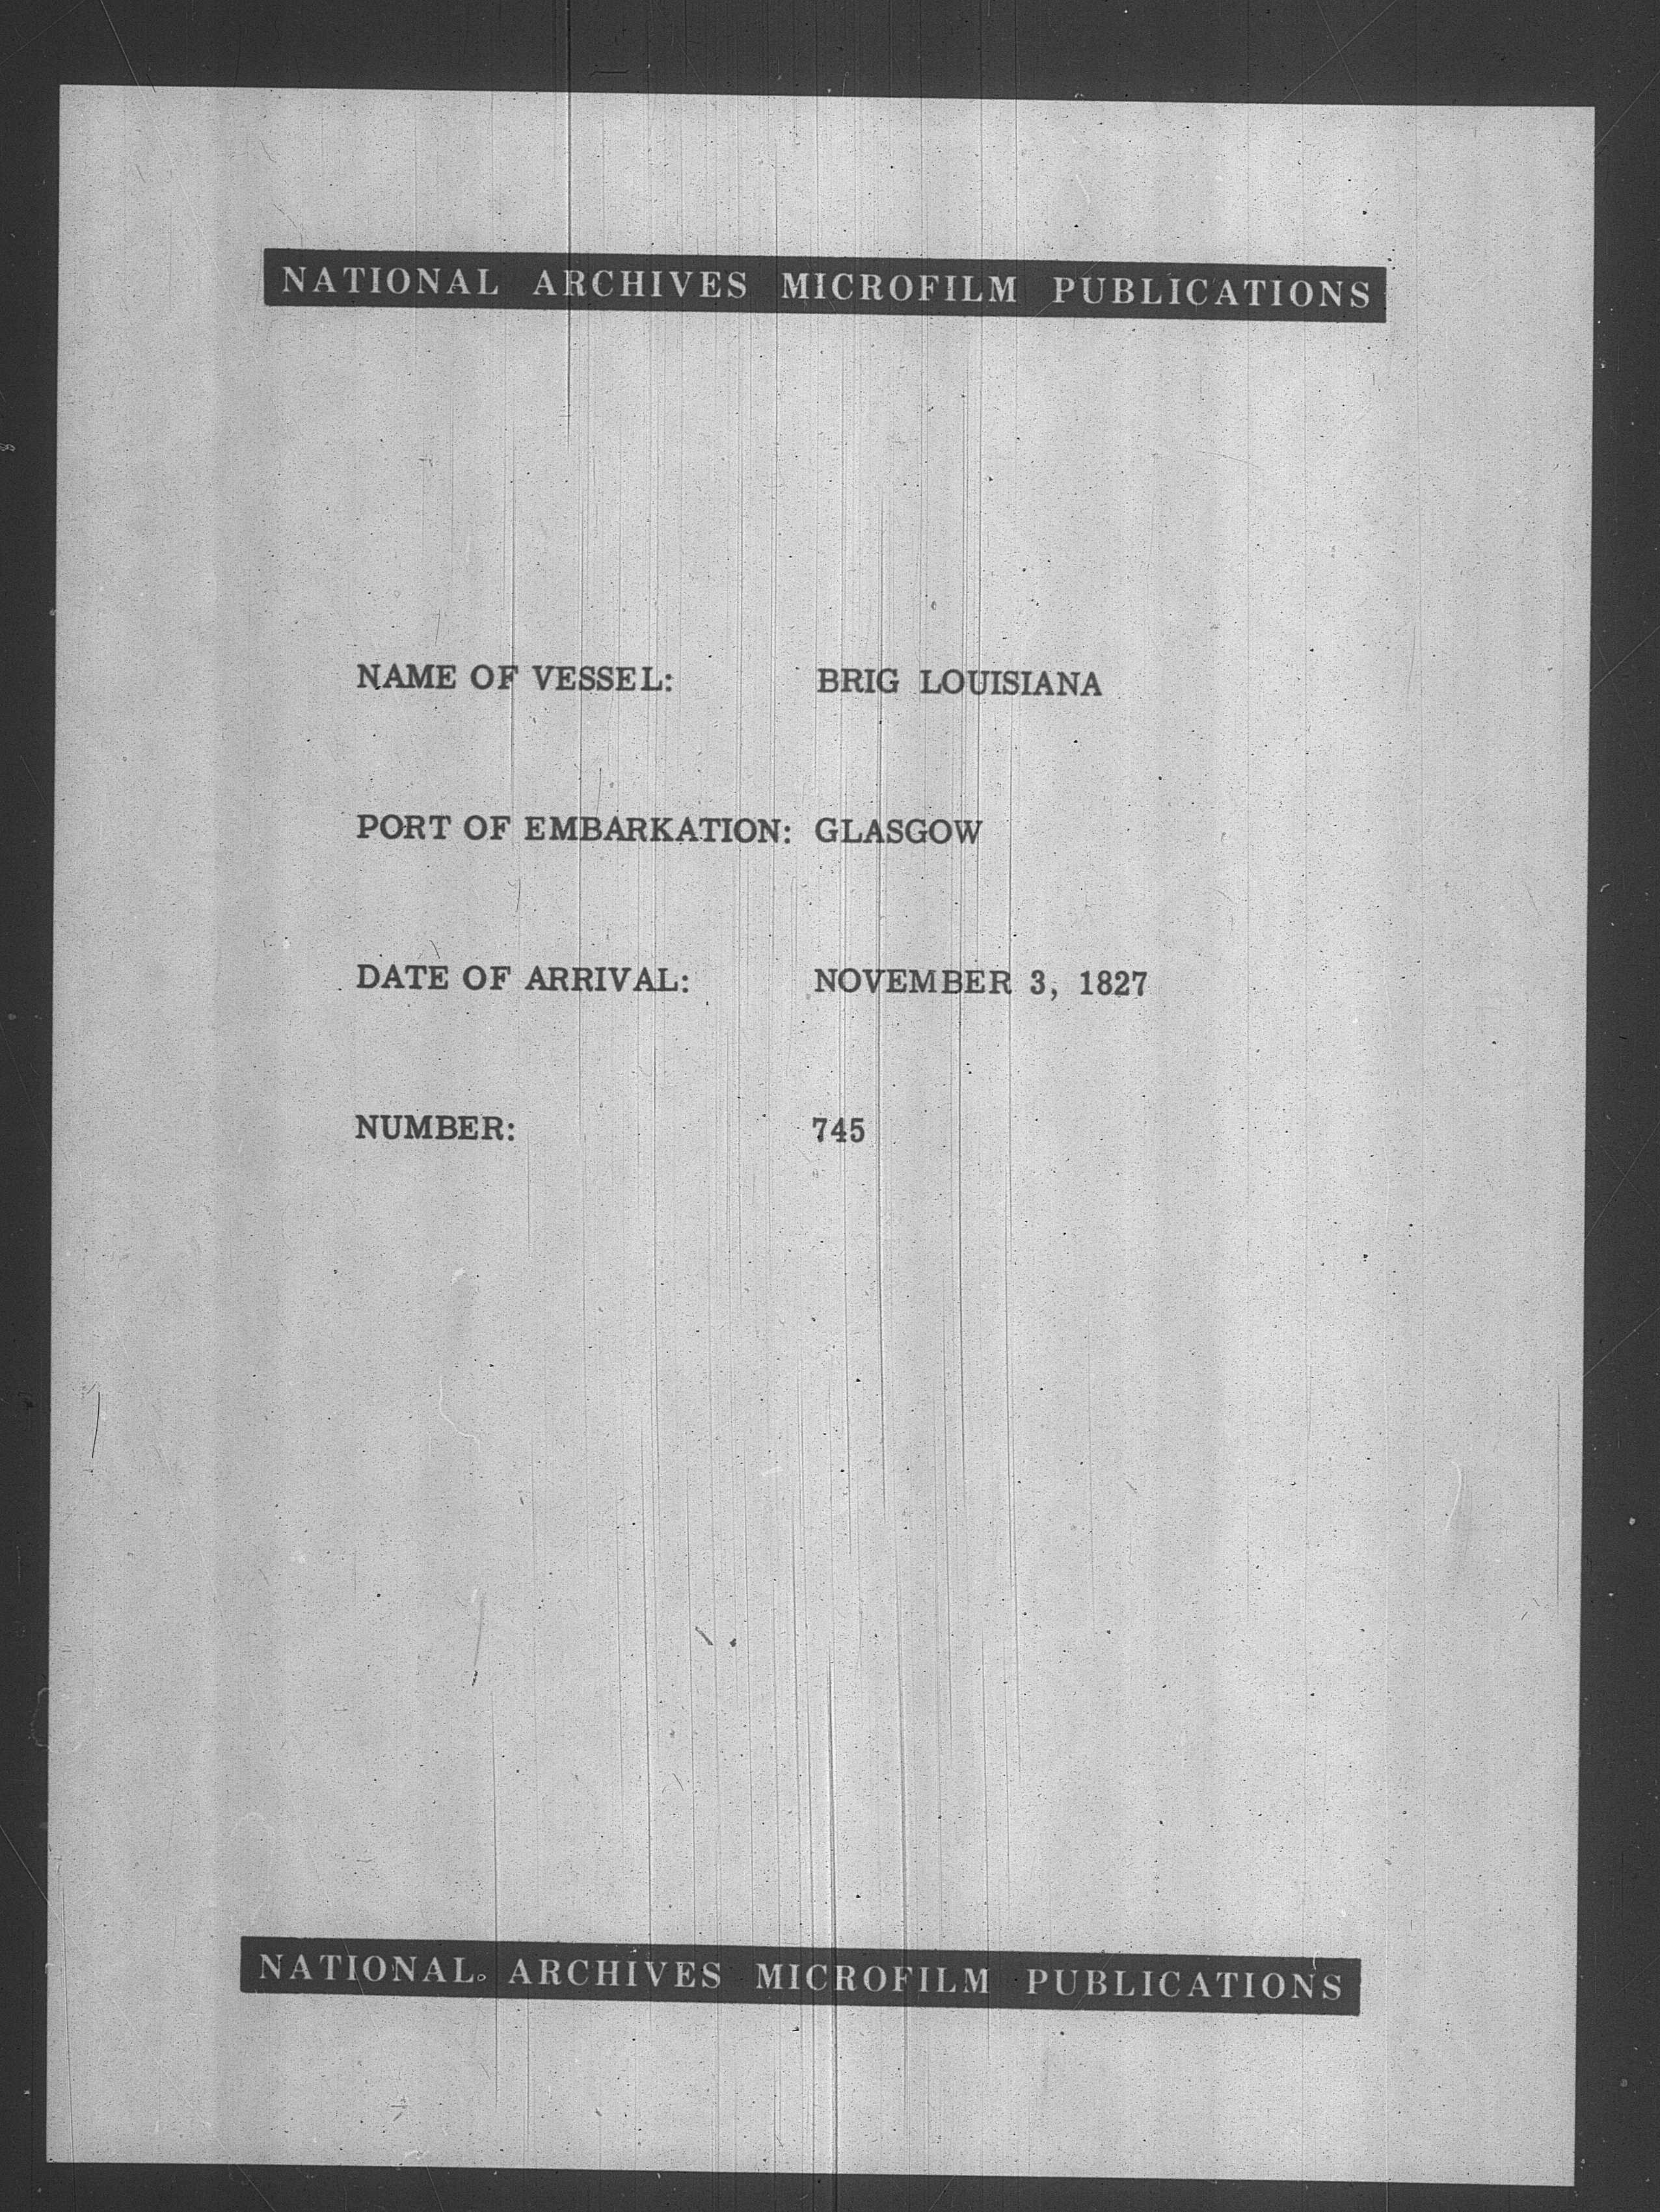 NATIONAL ARCHIVES MICROFILM PUBLICATIONS
NAME OF VESSEL: BRIG LOUISIANA
PORT OF EMBARKATION: GLASGOW
DATE OF ARRIVAL: NOVEMBER 3, 1827
NUMBER: 745
NATIONAL ARCHIVES MICROFILM PUBLICATIONS